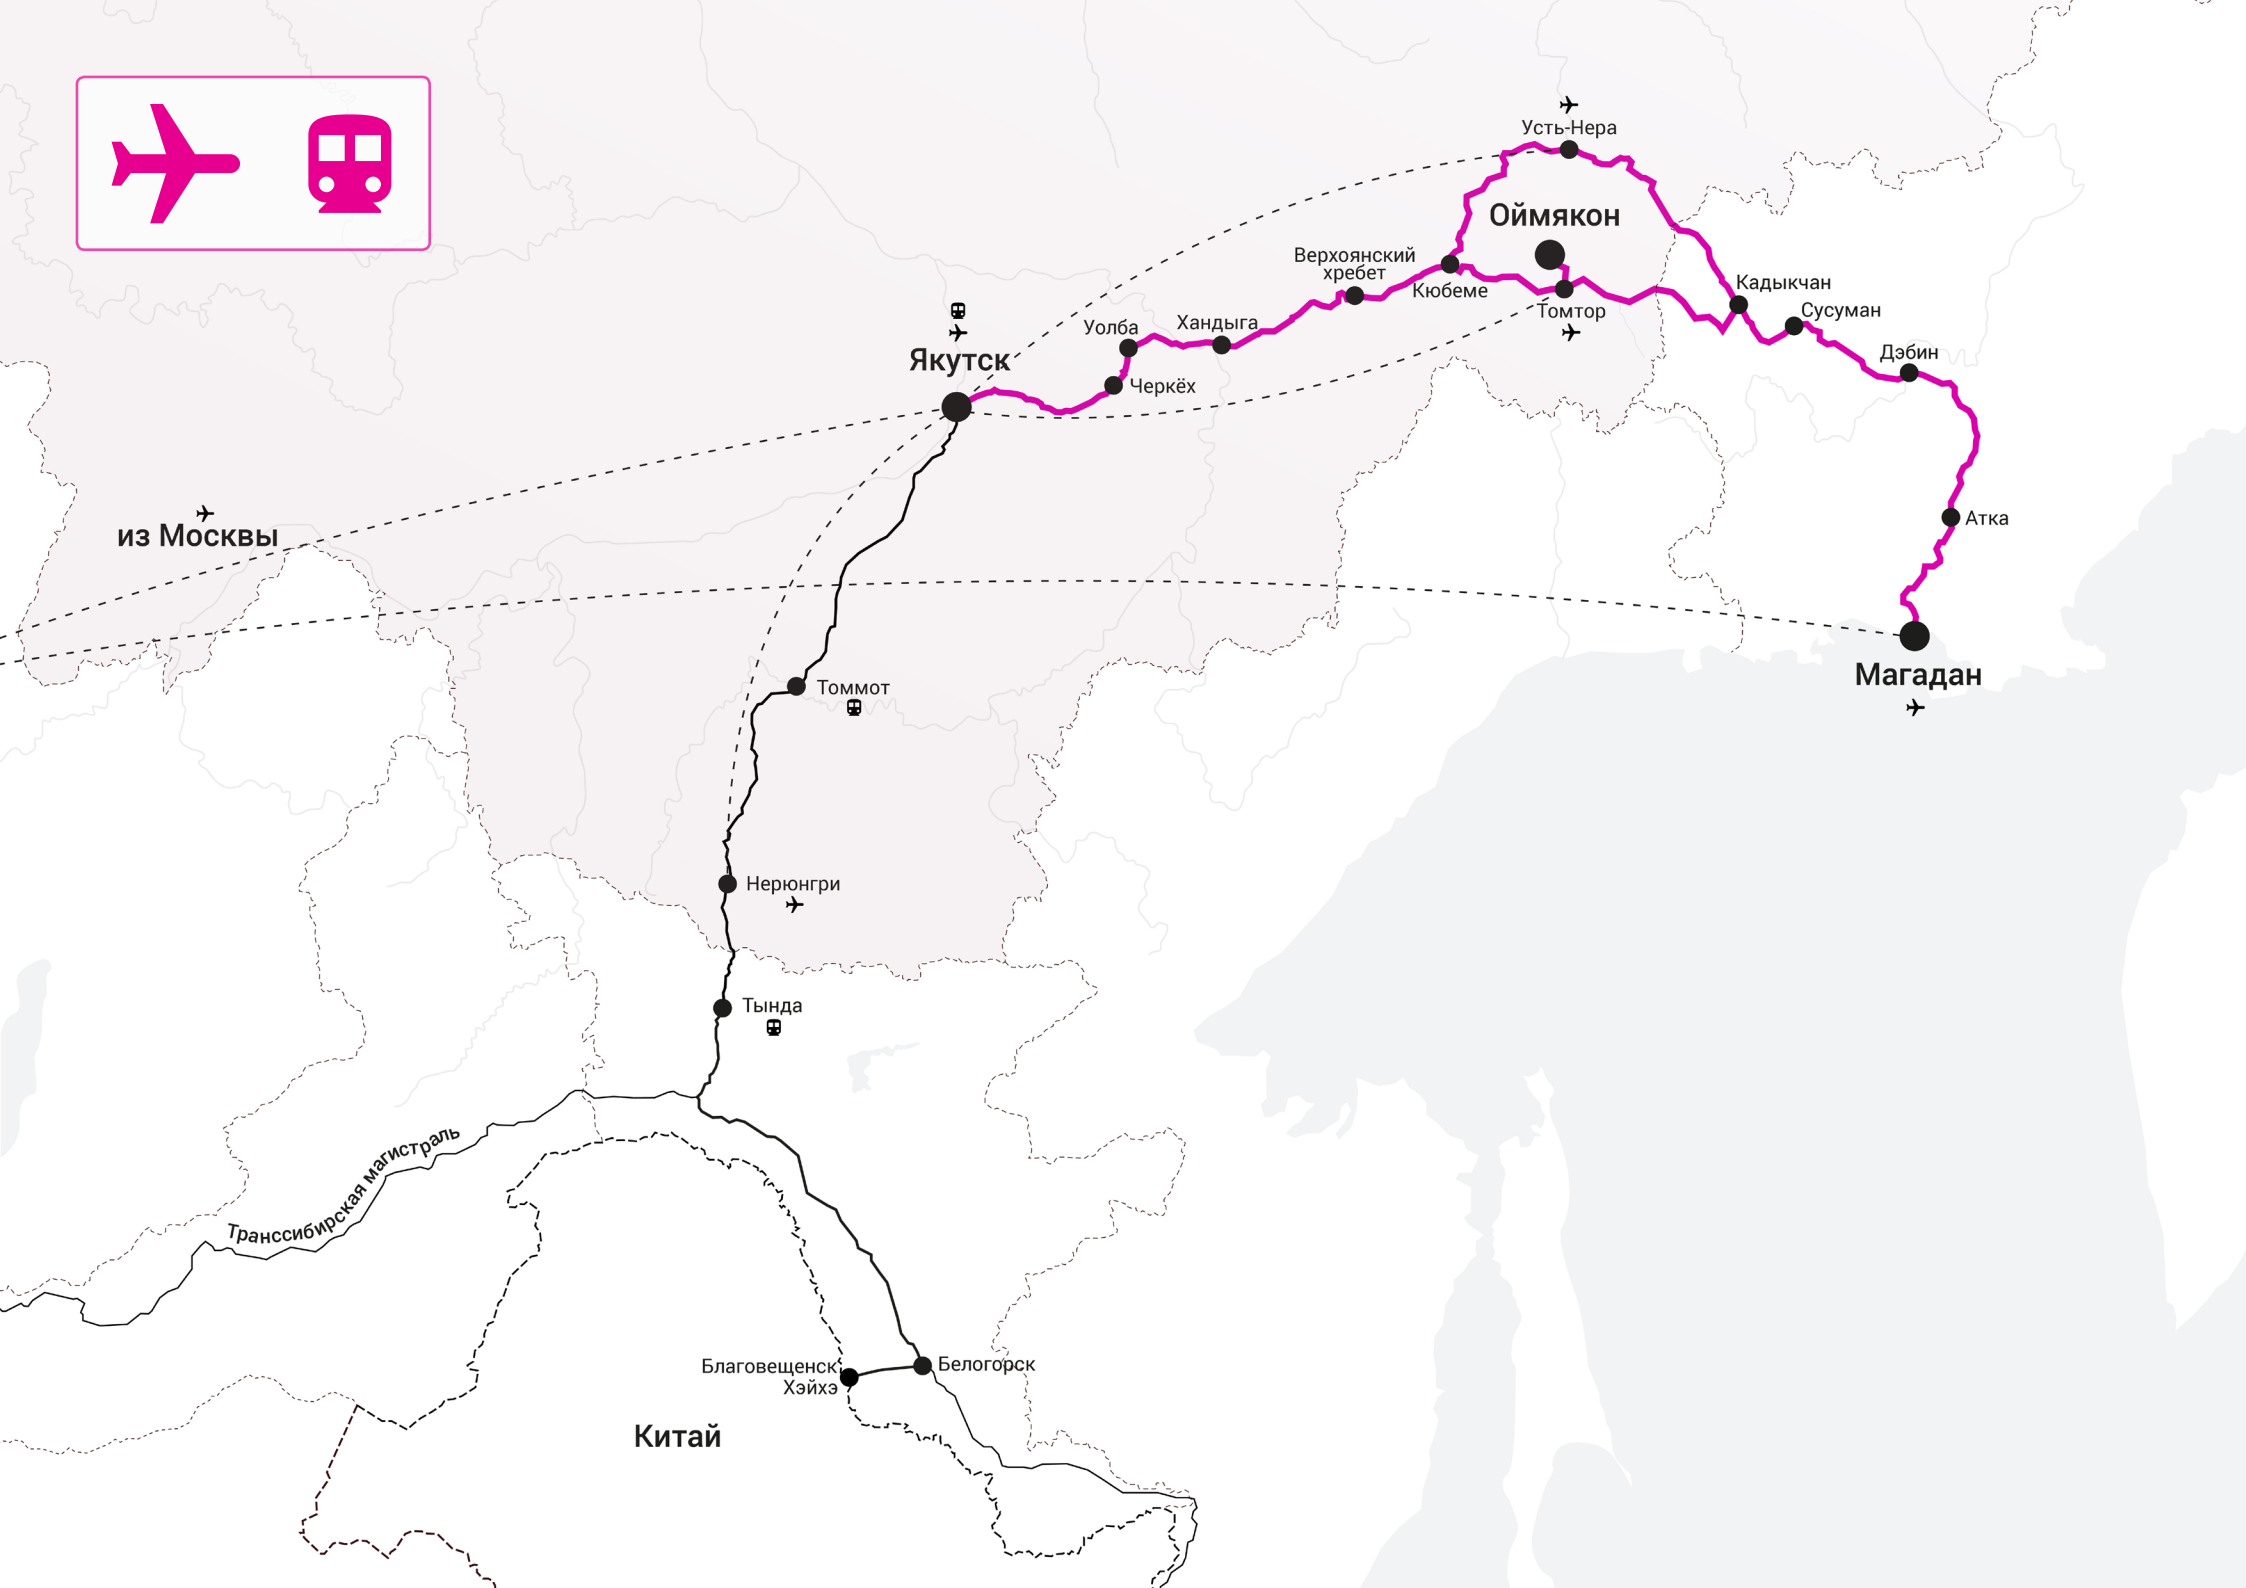 Усть-Нера
Оймякон
Верхоянский
хребет
Кюбеме
Кадыкчан
Томтор
Сусуман
Уолба
Хандыга
Дэбин
Якутск
Черкёх
Атка
из Москвы
Магадан
Томмот
Нерюнгри
Тында
Транссибирская магистраль
Благовещенск
Хэйхэ
Белогорск
Китай